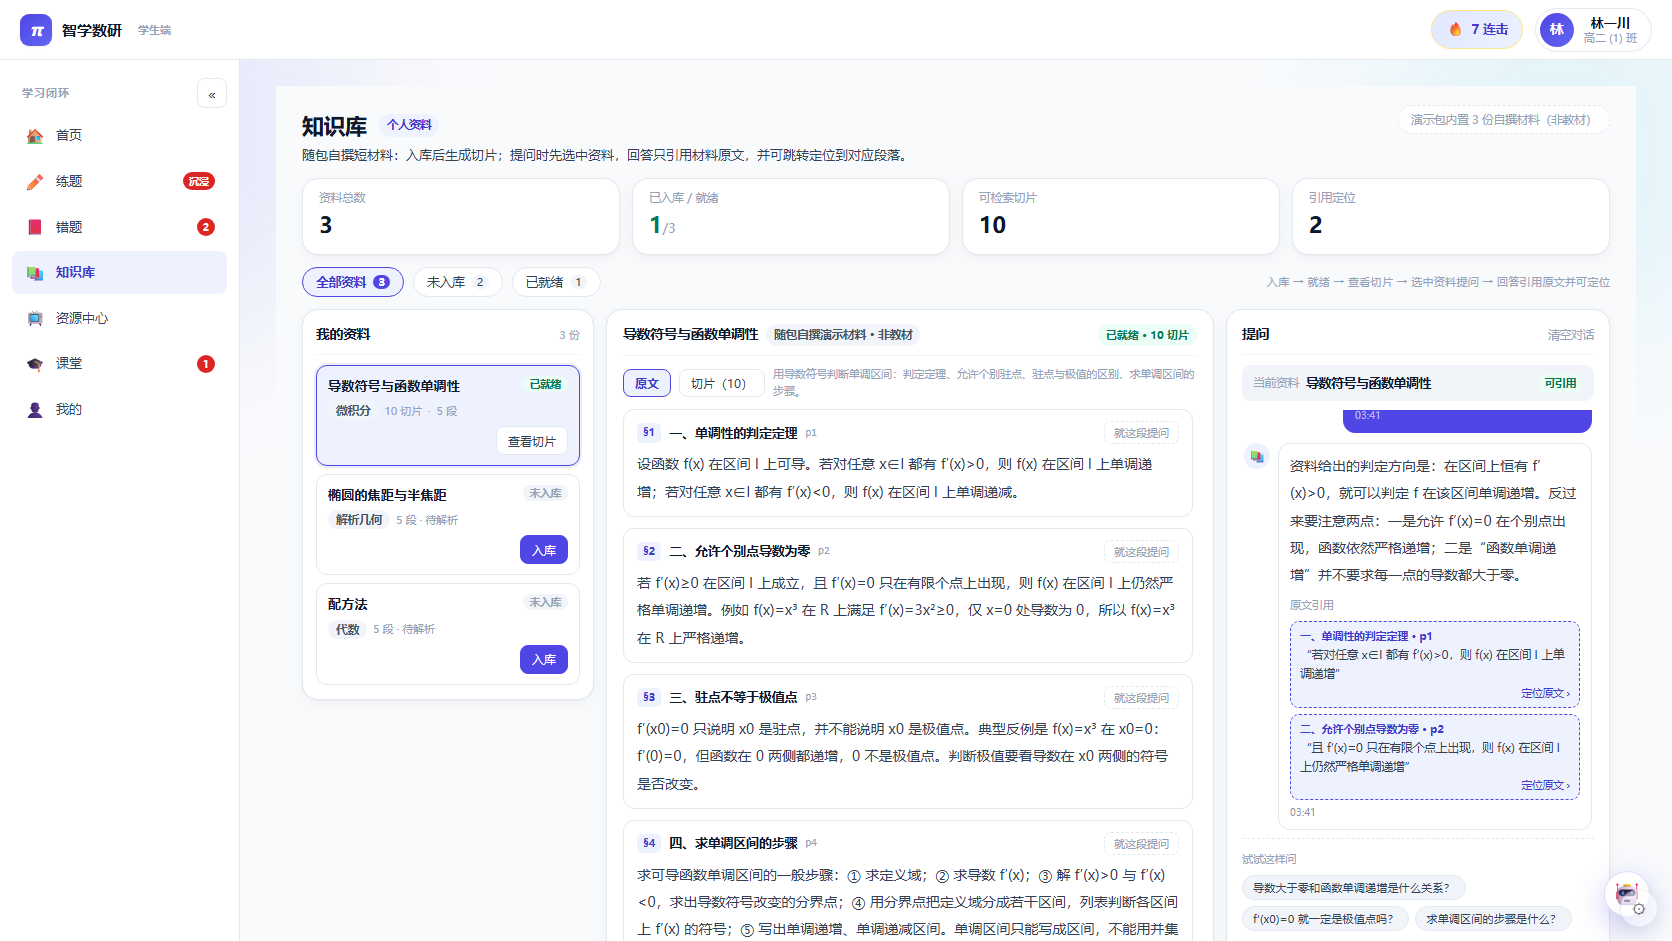 π 智学数研 学生端
7 连击
林 林一川
高二 (1) 班
学习闭环 «
首页
练题 沉浸
错题 2
知识库
资源中心
课堂 1
我的
知识库 个人资料
演示包内置 3 份自撰材料（非教材）
随包自撰短材料：入库后生成切片；提问时先选中资料，回答只引用材料原文，并可跳转定位到对应段落。
资料总数
3
已入库 / 就绪
1/3
可检索切片
10
引用定位
2
全部资料 3 未入库 2 已就绪 1
入库 → 就绪 → 查看切片 → 选中资料提问 → 回答引用原文并可定位
我的资料 3 份
导数符号与函数单调性 已就绪
微积分 10 切片 · 5 段
查看切片
椭圆的焦距与半焦距 未入库
解析几何 5 段 · 待解析
入库
配方法 未入库
代数 5 段 · 待解析
入库
导数符号与函数单调性 随包自撰演示材料 • 非教材 已就绪 • 10 切片
原文 切片（10）
用导数符号判断单调区间：判定定理、允许个别驻点、驻点与极值的区别、求单调区间的
步骤。
§1 一、单调性的判定定理 p1 就这段提问
设函数 f(x) 在区间 I 上可导。若对任意 x∈I 都有 f′(x)>0，则 f(x) 在区间 I 上单调递
增；若对任意 x∈I 都有 f′(x)<0，则 f(x) 在区间 I 上单调递减。
§2 二、允许个别点导数为零 p2 就这段提问
若 f′(x)≥0 在区间 I 上成立，且 f′(x)=0 只在有限个点上出现，则 f(x) 在区间 I 上仍然严
格单调递增。例如 f(x)=x³ 在 R 上满足 f′(x)=3x²≥0，仅 x=0 处导数为 0，所以 f(x)=x³
在 R 上严格递增。
§3 三、驻点不等于极值点 p3 就这段提问
f′(x0)=0 只说明 x0 是驻点，并不能说明 x0 是极值点。典型反例是 f(x)=x³ 在 x0=0：
f′(0)=0，但函数在 0 两侧都递增，0 不是极值点。判断极值要看导数在 x0 两侧的符号
是否改变。
§4 四、求单调区间的步骤 p4 就这段提问
求可导函数单调区间的一般步骤：① 求定义域；② 求导数 f′(x)；③ 解 f′(x)>0 与 f′(x)
<0，求出导数符号改变的分界点；④ 用分界点把定义域分成若干区间，列表判断各区间
上 f′(x) 的符号；⑤ 写出单调递增、单调递减区间。单调区间只能写成区间，不能用并集
提问 清空对话
当前资料 导数符号与函数单调性 可引用
03:41
资料给出的判定方向是：在区间上恒有 f′
(x)>0，就可以判定 f 在该区间单调递增。反过
来要注意两点：一是允许 f′(x)=0 在个别点出
现，函数依然严格递增；二是“函数单调递
增”并不要求每一点的导数都大于零。
原文引用
一、单调性的判定定理 • p1
“若对任意 x∈I 都有 f′(x)>0，则 f(x) 在区间 I 上单
调递增”
定位原文 ›
二、允许个别点导数为零 • p2
“且 f′(x)=0 只在有限个点上出现，则 f(x) 在区间 I
上仍然严格单调递增”
定位原文 ›
03:41
试试这样问
导数大于零和函数单调递增是什么关系？
f′(x0)=0 就一定是极值点吗？ 求单调区间的步骤是什么？